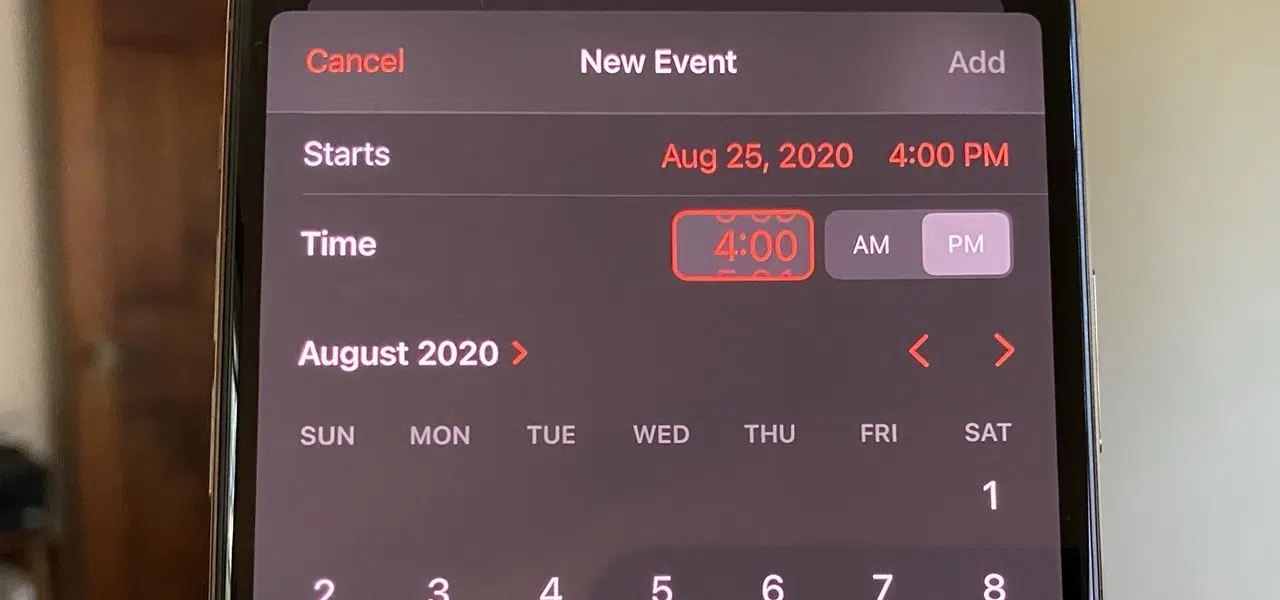 Cancel New Event Add
Starts Aug 25, 2020 4:00 PM
Time 4:00 AM PM
August 2020 >
< >
SUN MON TUE WED THU FRI SAT
1
2 3 4 5 6 7 8